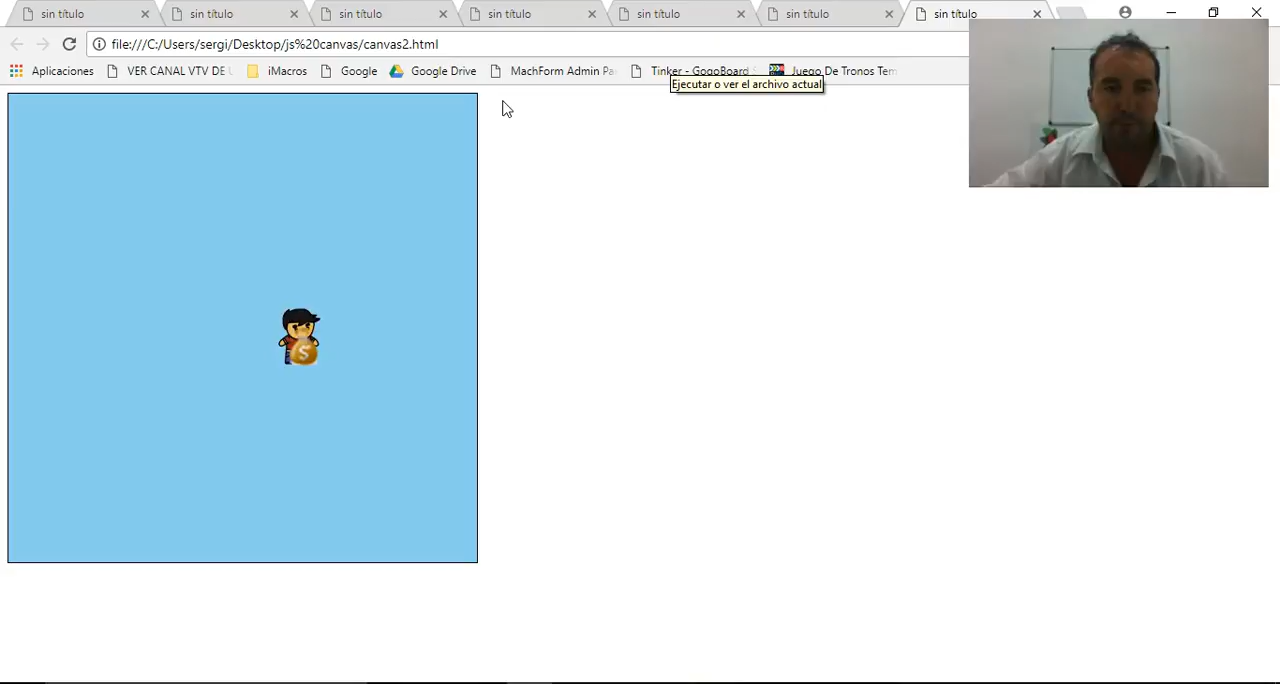 sin título sin título sin título sin título sin título sin título sin título
file:///C:/Users/sergi/Desktop/js%20canvas/canvas2.html
Aplicaciones VER CANAL VTV DE iMacros Google Google Drive MachForm Admin Pa Tinker - GogoBoard Juego De Tronos Tem
Ejecutar o ver el archivo actual
$